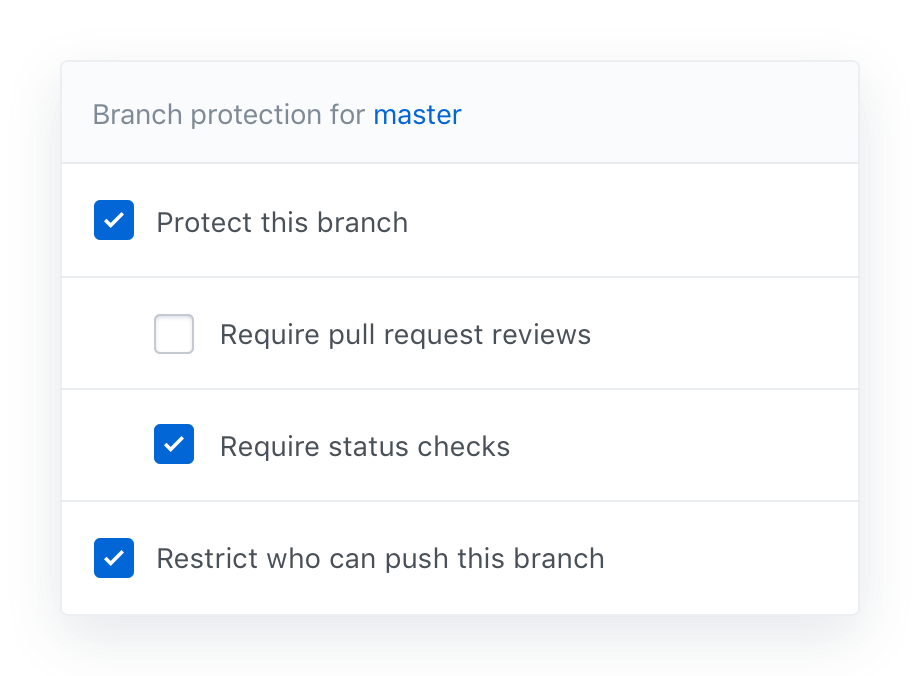 Branch protection for master
Protect this branch
Require pull request reviews
Require status checks
Restrict who can push this branch